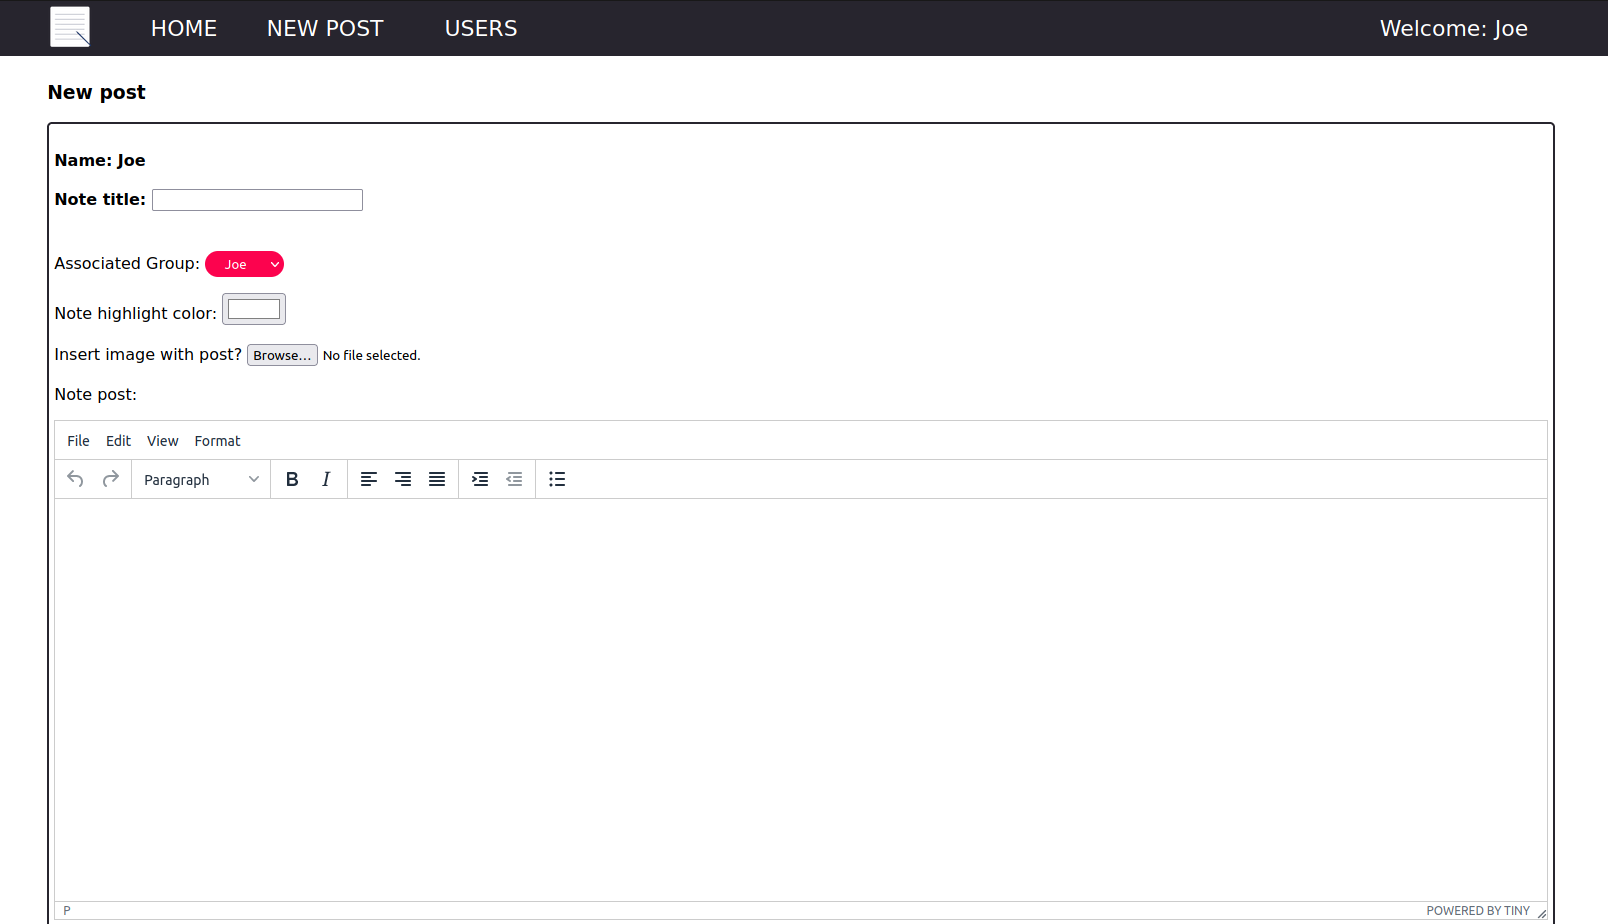 HOME NEW POST USERS Welcome: Joe
New post
Name: Joe
Note title:
Associated Group: Joe
Note highlight color:
Insert image with post? Browse... No file selected.
Note post:
File Edit View Format
Paragraph B I
P POWERED BY TINY